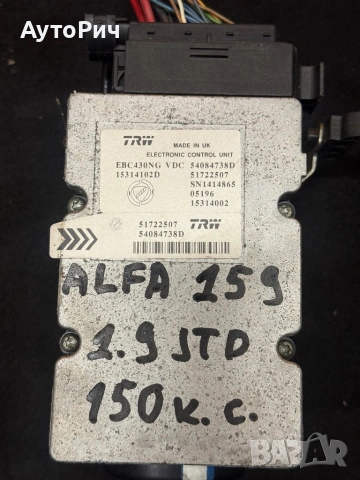 АутоРич
TRW
MADE IN UK
ELECTRONIC CONTROL UNIT
EBC430NG VDC 54084738D
15314102D 51722507
SN1414865
05196
15314002
51722507 TRW
54084738D
ALFA 159
1.9 JTD
150 к.с.
BAZAR